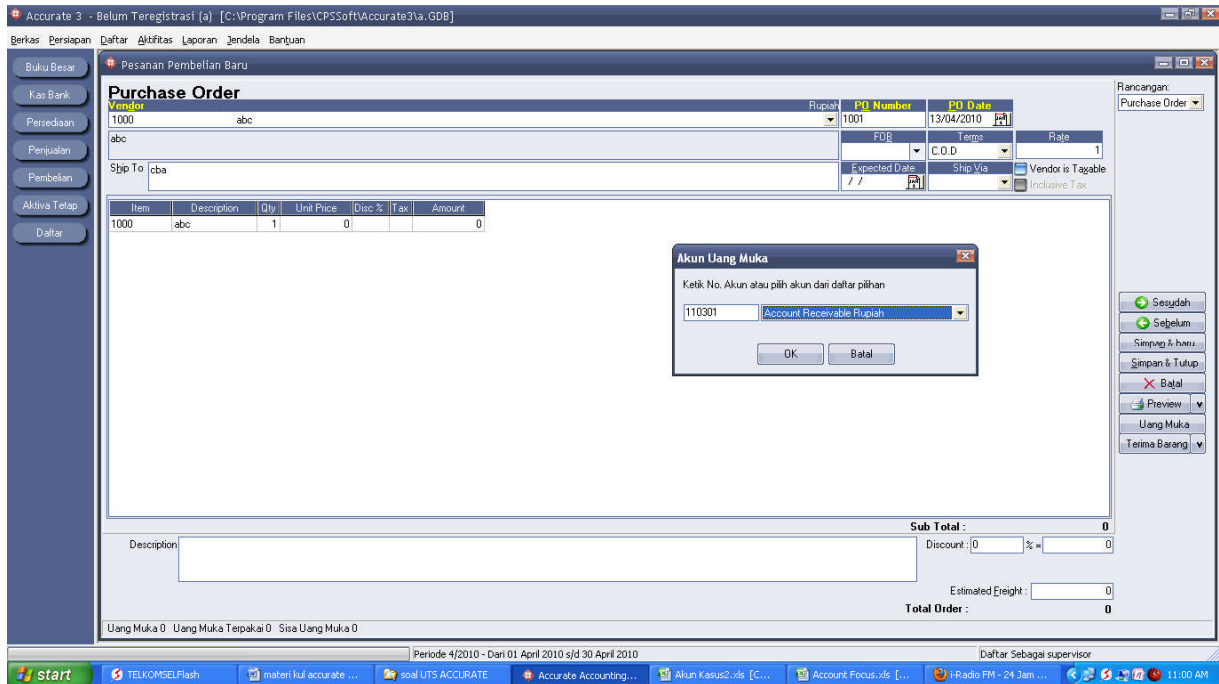 Accurate 3 - Belum Teregistrasi (a) [C:\Program Files\CPSSoft\Accurate3\a.GDB]
Berkas Persiapan Daftar Aktifitas Laporan Jendela Bantuan
Buku Besar
Kas Bank
Persediaan
Penjualan
Pembelian
Aktiva Tetap
Daftar
Pesanan Pembelian Baru
Purchase Order
Vendor Rupiah PO Number PO Date
1000 abc 1001 13/04/2010
abc FOB Terms Rate
C.O.D 1
Ship To cba Expected Date Ship Via Vendor is Taxable
/ / Inclusive Tax
Item Description Qty Unit Price Disc % Tax Amount
1000 abc 1 0 0
Akun Uang Muka
Ketik No. Akun atau pilih akun dari daftar pilihan
110301 Account Receivable Rupiah
OK Batal
Rancangan:
Purchase Order
Sesudah
Sebelum
Simpan & baru
Simpan & Tutup
Batal
Preview v
Uang Muka
Terima Barang v
Sub Total : 0
Description Discount : 0 % = 0
Estimated Freight : 0
Total Order : 0
Uang Muka 0 Uang Muka Terpakai 0 Sisa Uang Muka 0
Periode 4/2010 - Dari 01 April 2010 s/d 30 April 2010 Daftar Sebagai supervisor
start TELKOMSELFlash materi kul accurate ... soal UTS ACCURATE Accurate Accounting... Akun Kasus2.xls [C... Account Focus.xls [... i-Radio FM - 24 Jam ... 11:00 AM